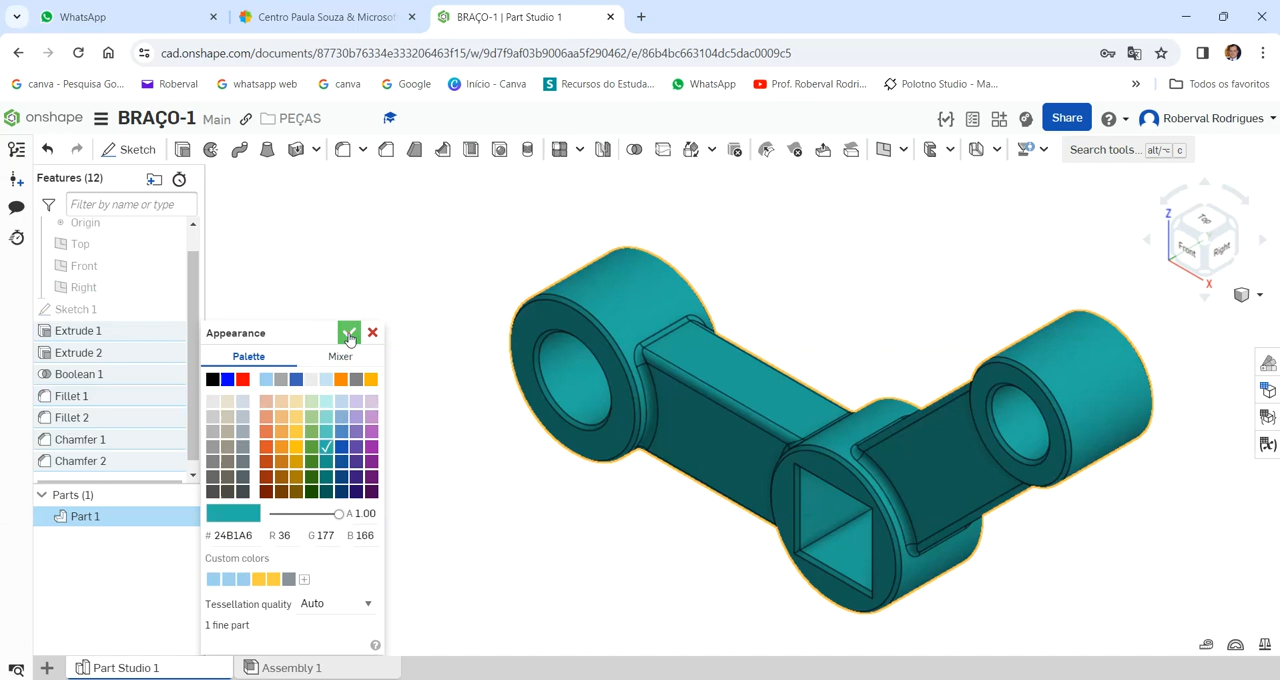 WhatsApp
Centro Paula Souza & Microsof
BRAÇO-1 | Part Studio 1
cad.onshape.com/documents/87730b76334e333206463f15/w/9d7f9af03b9006aa5f290462/e/86b4bc663104dc5dac0009c5
canva - Pesquisa Go...
Roberval
whatsapp web
canva
Google
Início - Canva
Recursos do Estuda...
WhatsApp
Prof. Roberval Rodri...
Polotno Studio - Ma...
»
Todos os favoritos
onshape
BRAÇO-1
Main
PEÇAS
Share
Roberval Rodrigues
Sketch
Search tools... alt/⌥ c
Features (12)
Filter by name or type
Origin
Top
Front
Right
Sketch 1
Extrude 1
Extrude 2
Boolean 1
Fillet 1
Fillet 2
Chamfer 1
Chamfer 2
Parts (1)
Part 1
Appearance
Palette
Mixer
A 1.00
# 24B1A6 R 36 G 177 B 166
Custom colors
Tessellation quality Auto
1 fine part
Z
Top
Front
Right
X
Part Studio 1
Assembly 1